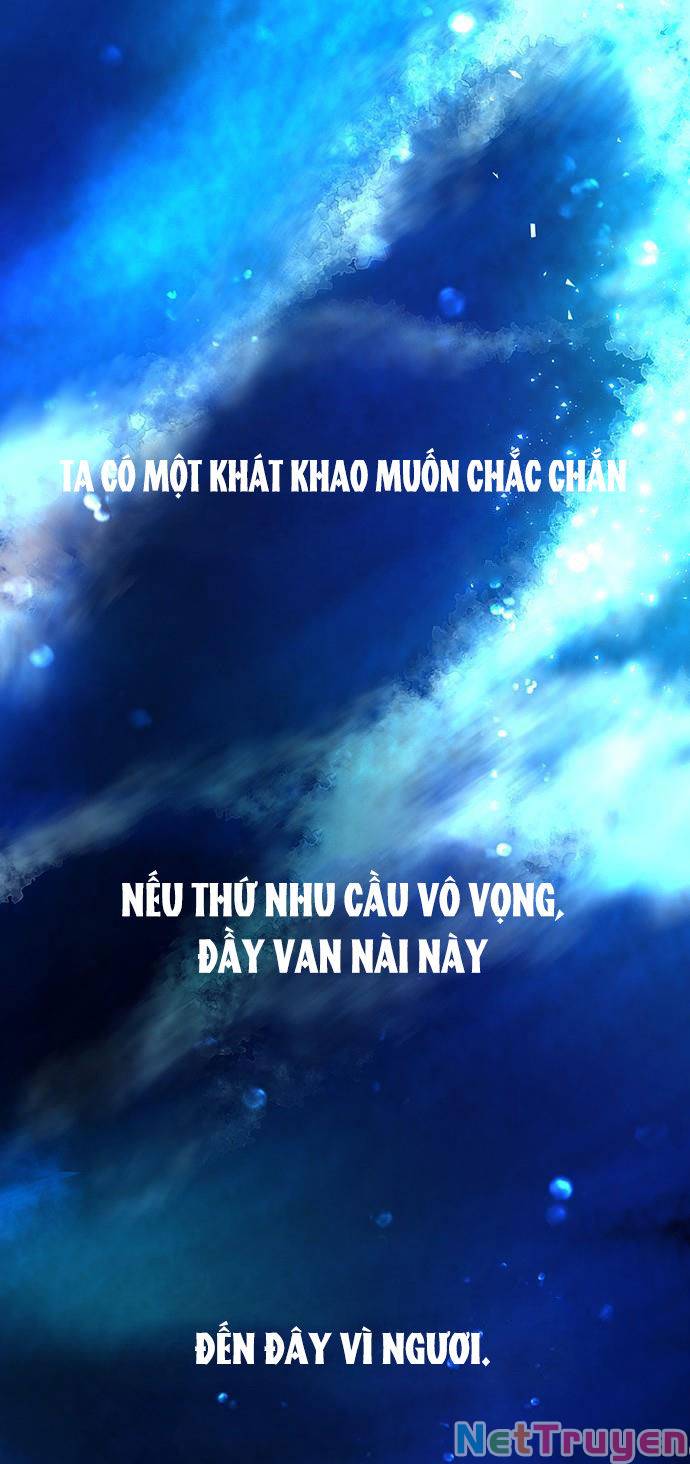 TA CÓ MỘT KHÁT KHAO MUỐN CHẮC CHẮN
NẾU THỨ NHU CẦU VÔ VỌNG,
ĐẦY VAN NÀI NÀY
ĐẾN ĐÂY VÌ NGƯƠI.
NetTruyen